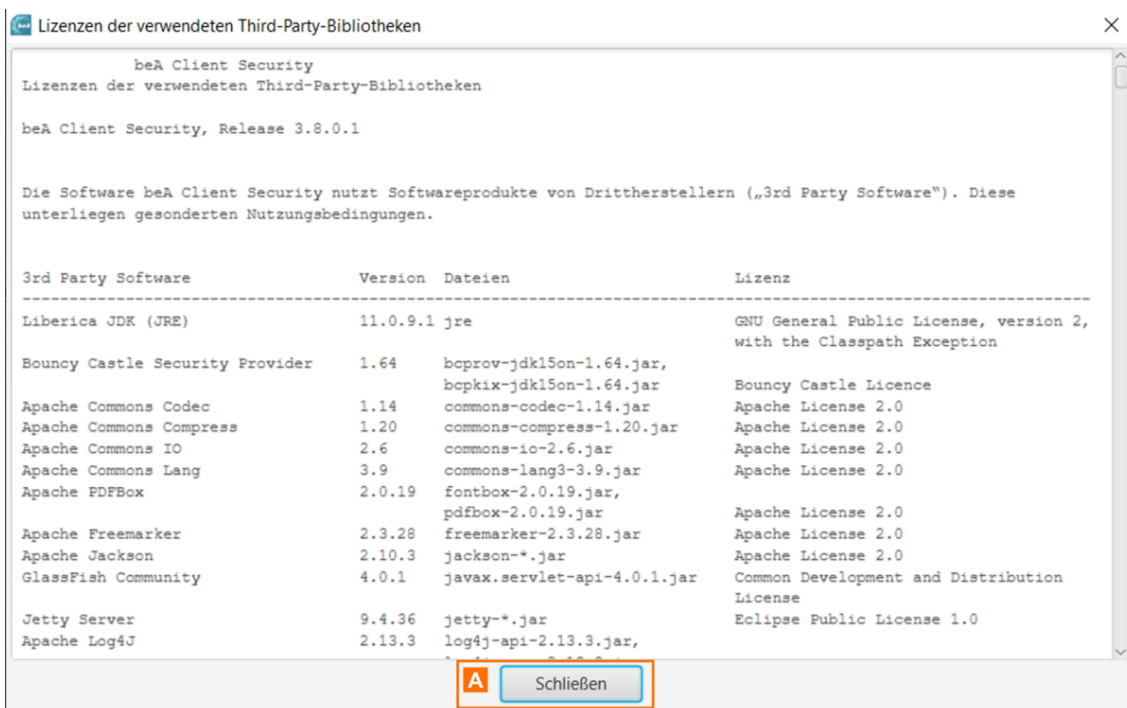 Lizenzen der verwendeten Third-Party-Bibliotheken
beA Client Security
Lizenzen der verwendeten Third-Party-Bibliotheken
beA Client Security, Release 3.8.0.1
Die Software beA Client Security nutzt Softwareprodukte von Drittherstellern („3rd Party Software“). Diese
unterliegen gesonderten Nutzungsbedingungen.
3rd Party Software Version Dateien Lizenz
Liberica JDK (JRE) 11.0.9.1 jre GNU General Public License, version 2,
with the Classpath Exception
Bouncy Castle Security Provider 1.64 bcprov-jdk15on-1.64.jar,
bcpkix-jdk15on-1.64.jar Bouncy Castle Licence
Apache Commons Codec 1.14 commons-codec-1.14.jar Apache License 2.0
Apache Commons Compress 1.20 commons-compress-1.20.jar Apache License 2.0
Apache Commons IO 2.6 commons-io-2.6.jar Apache License 2.0
Apache Commons Lang 3.9 commons-lang3-3.9.jar Apache License 2.0
Apache PDFBox 2.0.19 fontbox-2.0.19.jar,
pdfbox-2.0.19.jar Apache License 2.0
Apache Freemarker 2.3.28 freemarker-2.3.28.jar Apache License 2.0
Apache Jackson 2.10.3 jackson-*.jar Apache License 2.0
GlassFish Community 4.0.1 javax.servlet-api-4.0.1.jar Common Development and Distribution
License
Jetty Server 9.4.36 jetty-*.jar Eclipse Public License 1.0
Apache Log4J 2.13.3 log4j-api-2.13.3.jar,
A Schließen